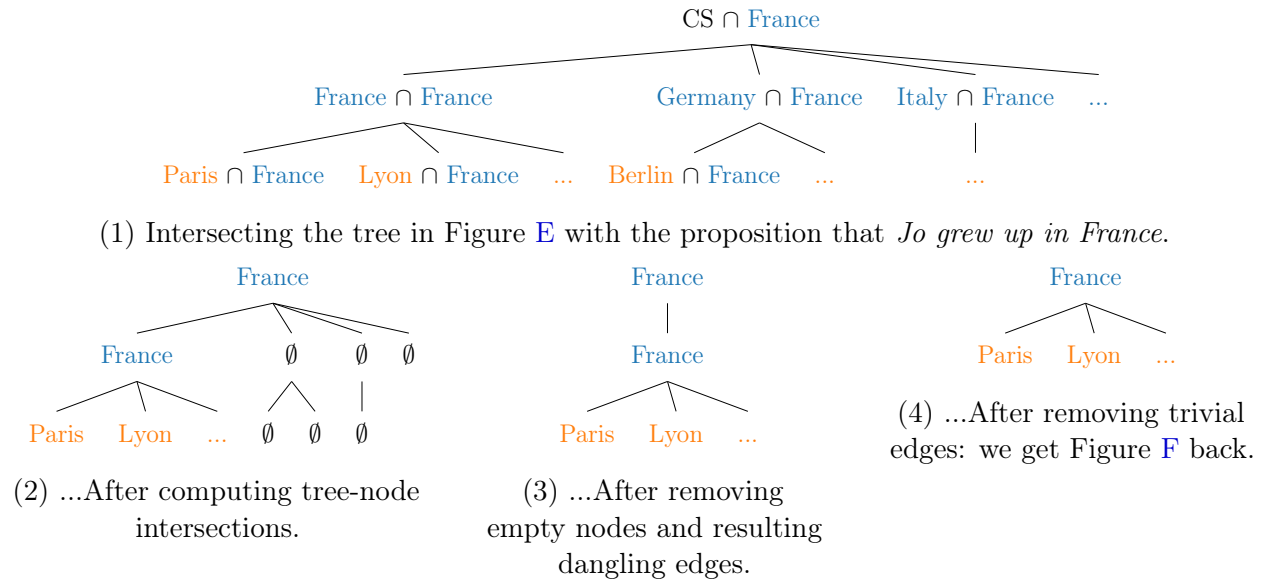 CS ∩ France
France ∩ France Germany ∩ France Italy ∩ France ...
Paris ∩ France Lyon ∩ France ... Berlin ∩ France ... ...
(1) Intersecting the tree in Figure E with the proposition that Jo grew up in France.
France
France ∅ ∅ ∅
Paris Lyon ... ∅ ∅ ∅
(2) ...After computing tree-node
intersections.
France
France
Paris Lyon ...
(3) ...After removing
empty nodes and resulting
dangling edges.
France
Paris Lyon ...
(4) ...After removing trivial
edges: we get Figure F back.